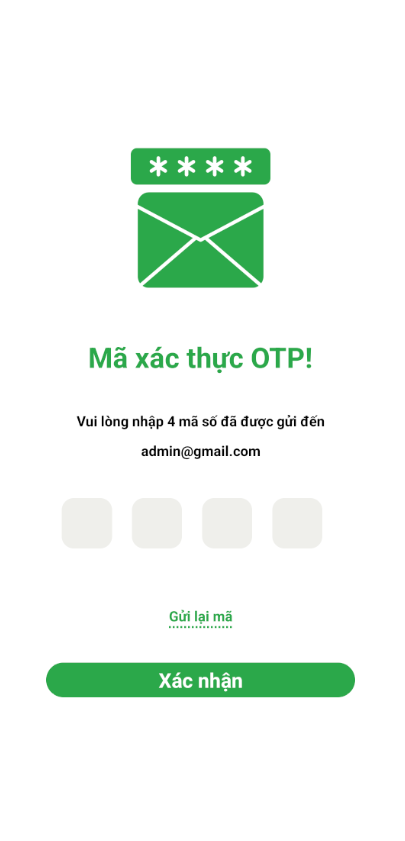 ****
Mã xác thực OTP!
Vui lòng nhập 4 mã số đã được gửi đến
admin@gmail.com
Gửi lại mã
Xác nhận